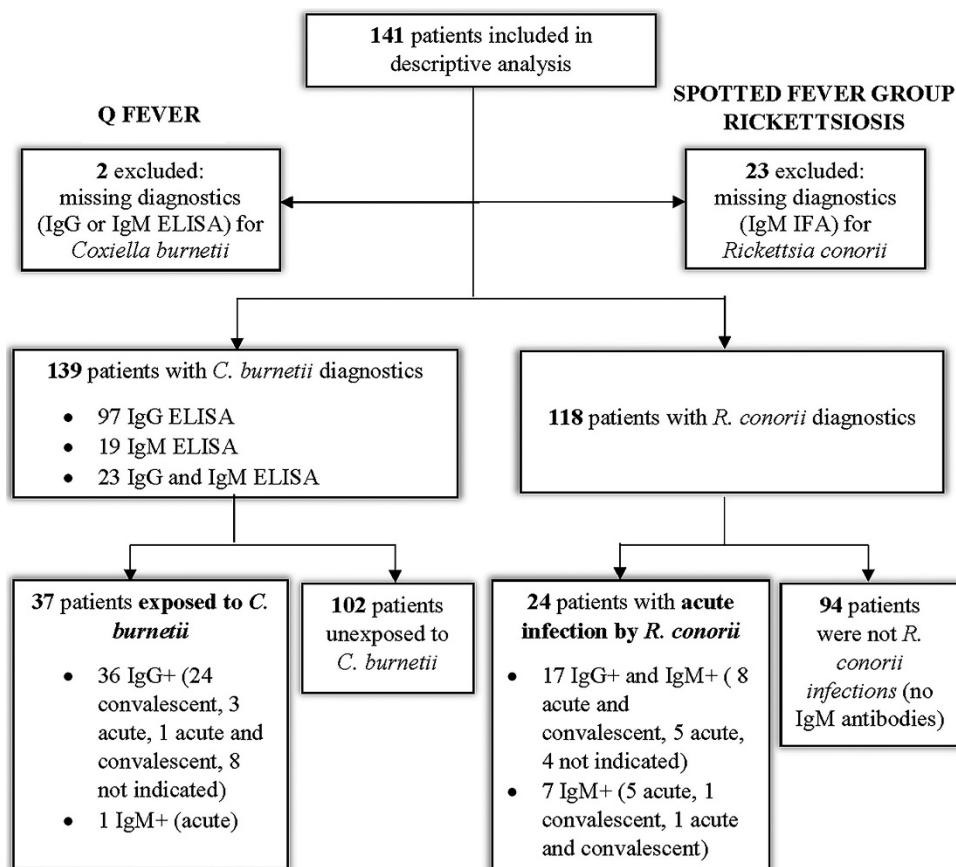 141 patients included in
descriptive analysis
Q FEVER
SPOTTED FEVER GROUP
RICKETTSIOSIS
2 excluded:
missing diagnostics
(IgG or IgM ELISA) for
Coxiella burnetii
23 excluded:
missing diagnostics
(IgM IFA) for
Rickettsia conorii
139 patients with C. burnetii diagnostics
• 97 IgG ELISA
• 19 IgM ELISA
• 23 IgG and IgM ELISA
118 patients with R. conorii diagnostics
37 patients exposed to C.
burnetii
• 36 IgG+ (24
convalescent, 3
acute, 1 acute and
convalescent, 8
not indicated)
• 1 IgM+ (acute)
102 patients
unexposed to
C. burnetii
24 patients with acute
infection by R. conorii
• 17 IgG+ and IgM+ ( 8
acute and
convalescent, 5 acute,
4 not indicated)
• 7 IgM+ (5 acute, 1
convalescent, 1 acute
and convalescent)
94 patients
were not R.
conorii
infections (no
IgM antibodies)